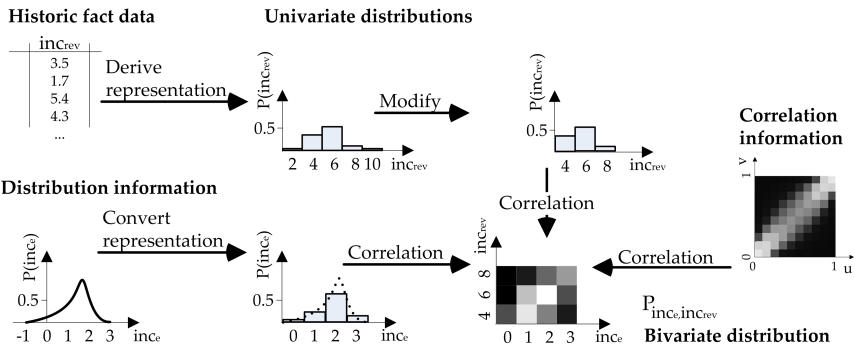 Historic fact data
Univariate distributions
inc_rev
3.5
1.7
5.4
4.3
...
Derive
representation
P(inc_rev)
0.5
2 4 6 8 10 inc_rev
Modify
P(inc_rev)
0.5
4 6 8 inc_rev
Correlation
information
v
1
0
0 1 u
Distribution information
Convert
representation
P(inc_e)
0.5
-1 0 1 2 3 inc_e
P(inc_e)
0.5
0 1 2 3 inc_e
Correlation
Correlation
Correlation
inc_rev
8
6
4
0 1 2 3 inc_e
P_inc_e,inc_rev
Bivariate distribution